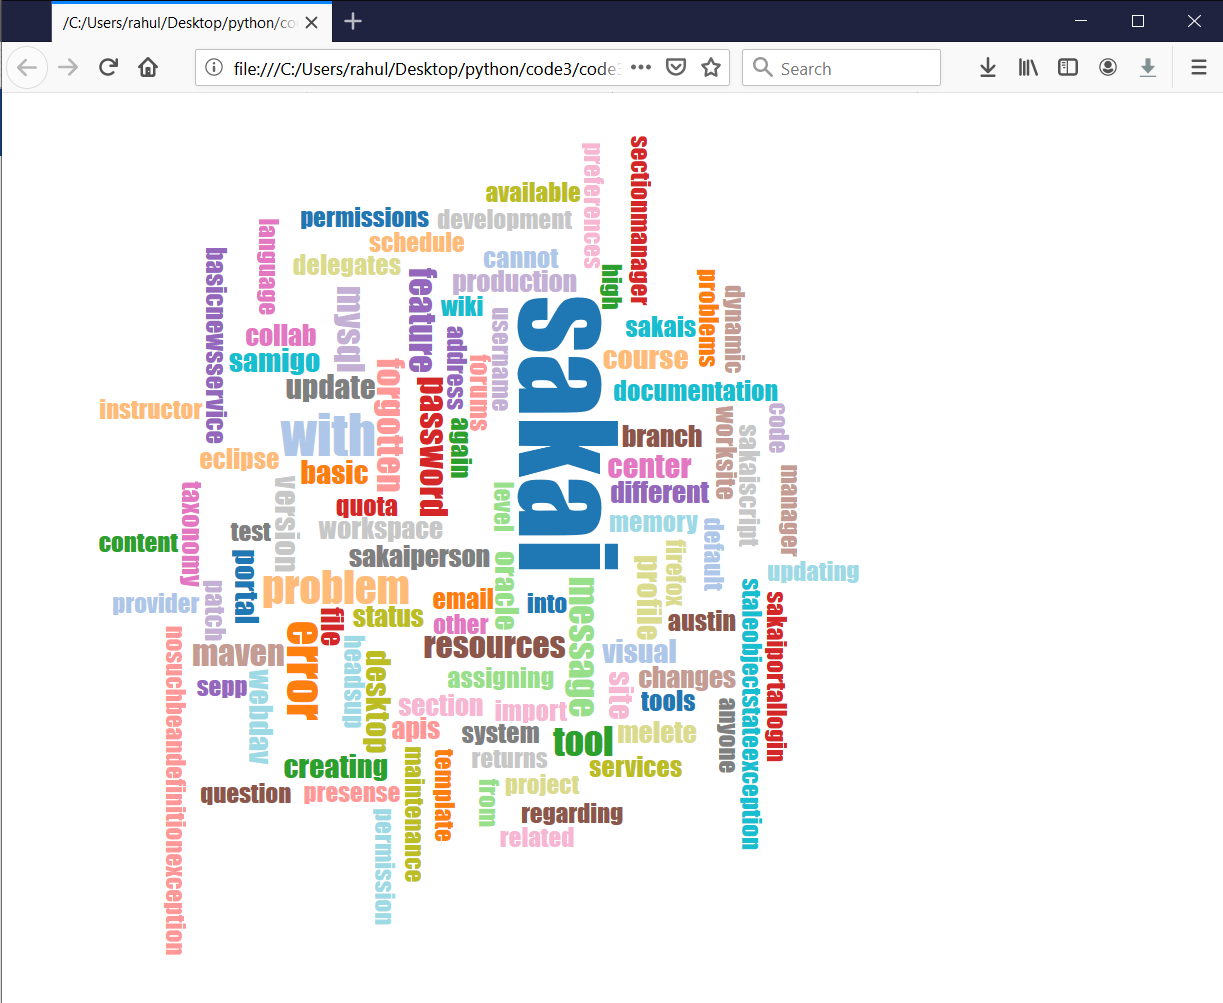 /C:/Users/rahul/Desktop/python/co
file:///C:/Users/rahul/Desktop/python/code3/code3
Search
sectionmanager
preferences
available
permissions
development
language
schedule
basicnewsservice
cannot
delegates
high
feature
problems
production
dynamic
mysql
wiki
sakai
username
sakais
address
collab
samigo
forums
course
forgotten
update
password
documentation
instructor
code
worksite
with
again
sakaiscript
branch
eclipse
center
basic
manager
version
taxonomy
level
different
quota
memory
default
workspace
test
content
firefox
portal
oracle
sakaiperson
profile
updating
problem
message
staleobjectstateexception
patch
sakaiportallogin
provider
email
into
file
status
austin
other
error
nosuchbeandefinitionexception
headsup
resources
maven
visual
desktop
webdav
site
assigning
changes
sepp
tools
section
import
anyone
apis
system
tool
melete
maintenance
template
returns
creating
services
from
project
question
presense
permission
regarding
related